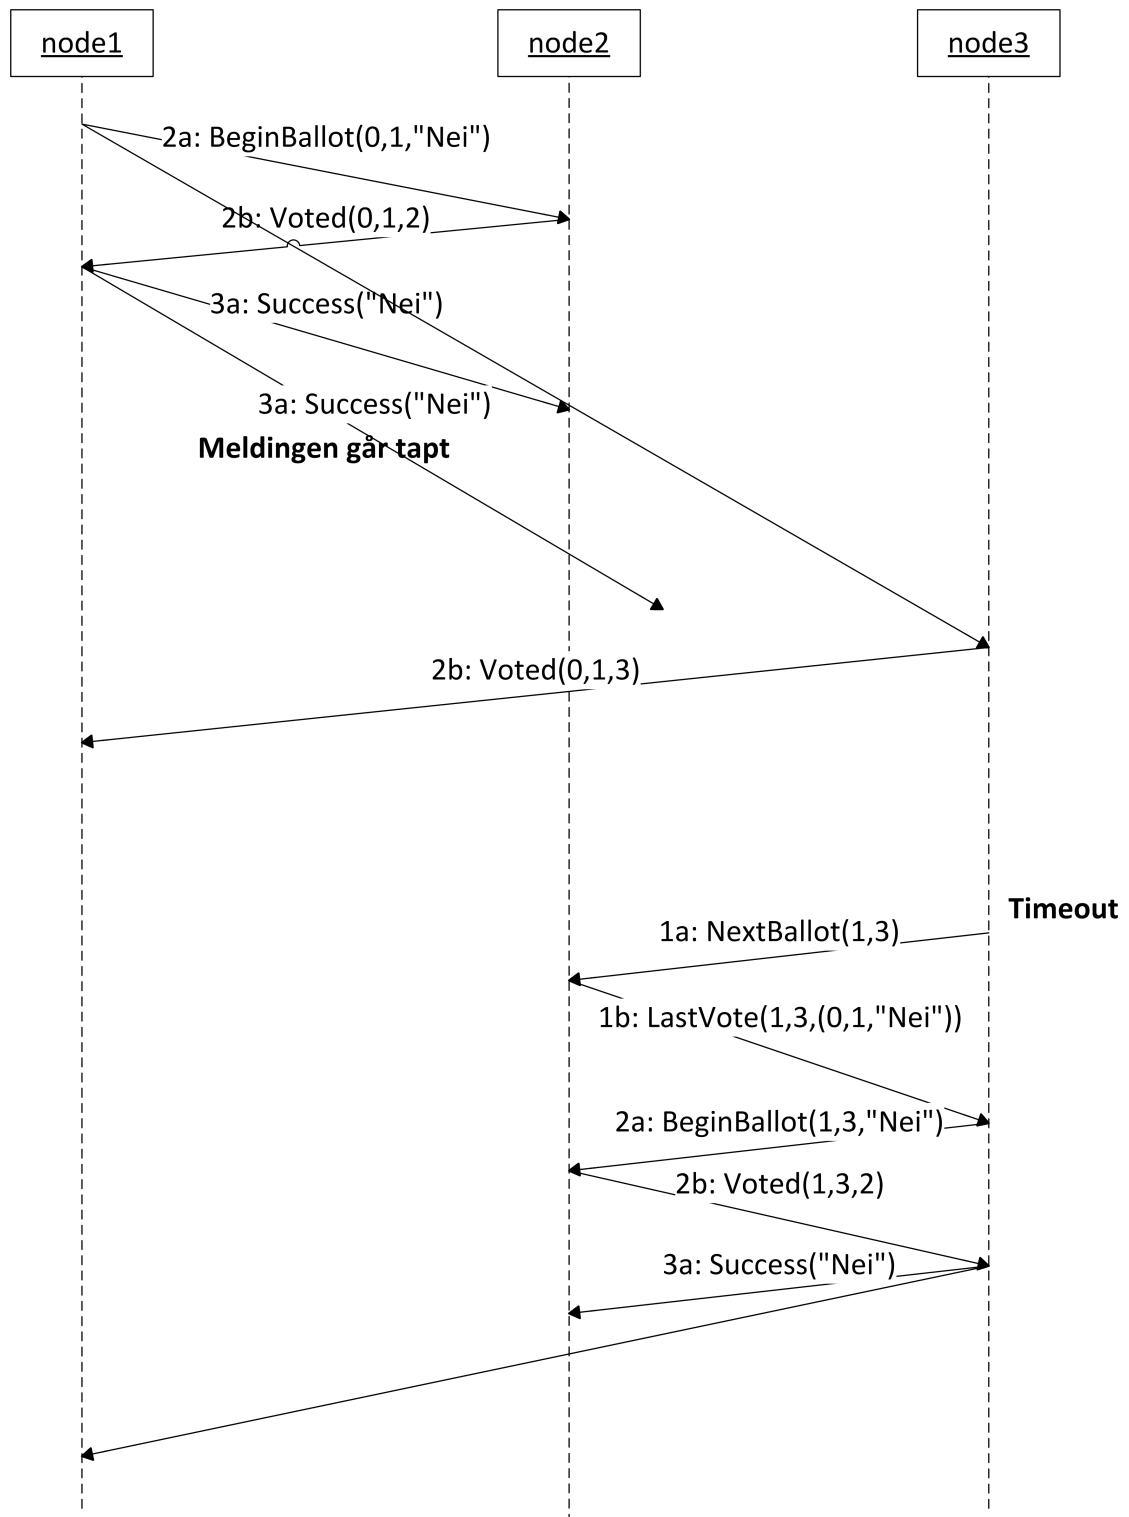 node1
node2
node3
2a: BeginBallot(0,1,"Nei")
2b: Voted(0,1,2)
3a: Success("Nei")
3a: Success("Nei")
Meldingen går tapt
2b: Voted(0,1,3)
Timeout
1a: NextBallot(1,3)
1b: LastVote(1,3,(0,1,"Nei"))
2a: BeginBallot(1,3,"Nei")
2b: Voted(1,3,2)
3a: Success("Nei")